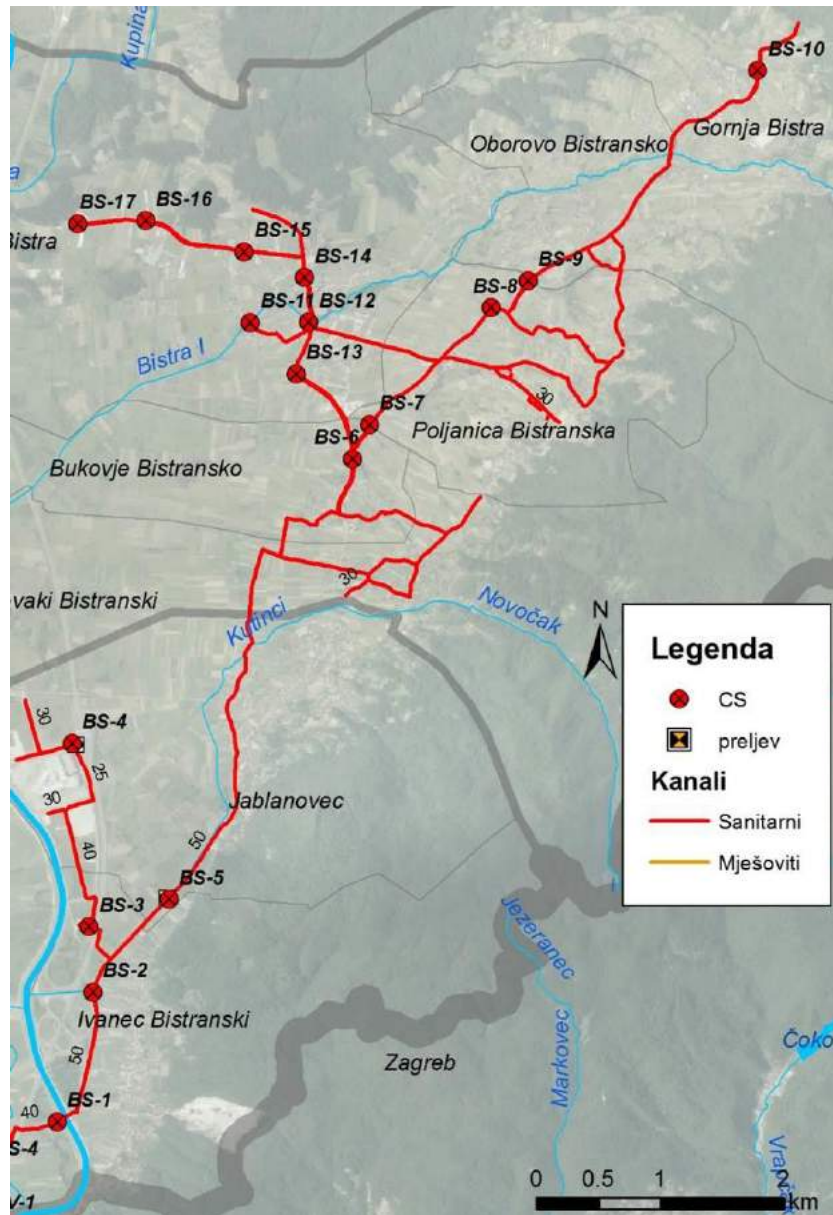 Kupina
BS-10
Gornja Bistra
Oborovo Bistransko
BS-17
BS-16
Bistra
BS-15
BS-14
BS-9
BS-8
BS-11
BS-12
Bistra I
BS-13
30
BS-7
Poljanica Bistranska
BS-6
Bukovje Bistransko
30
vaki Bistranski
Kutinci
Novočak
N
Legenda
CS
preljev
Kanali
Sanitarni
Mješoviti
30
BS-4
25
30
Jablanovec
40
50
BS-5
BS-3
Jezeranec
BS-2
Ivanec Bistranski
Markovec
Čoko
Zagreb
50
40
BS-1
S-4
V-1
0 0.5 1 2
km